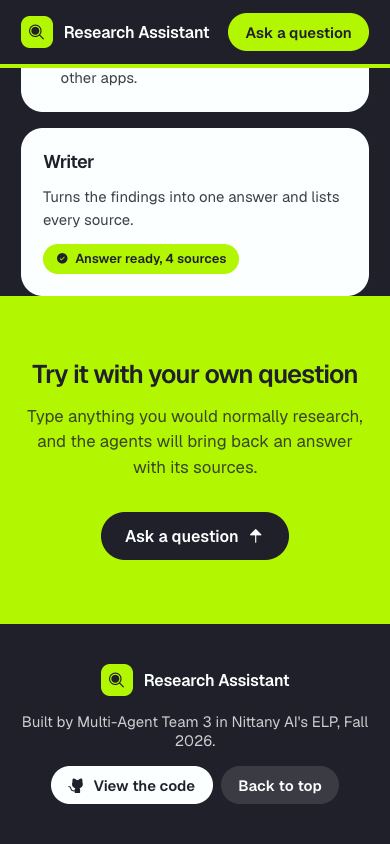 Research Assistant
Ask a question
other apps.
Writer
Turns the findings into one answer and lists
every source.
Answer ready, 4 sources
Try it with your own question
Type anything you would normally research,
and the agents will bring back an answer
with its sources.
Ask a question
Research Assistant
Built by Multi-Agent Team 3 in Nittany AI's ELP, Fall
2026.
View the code
Back to top